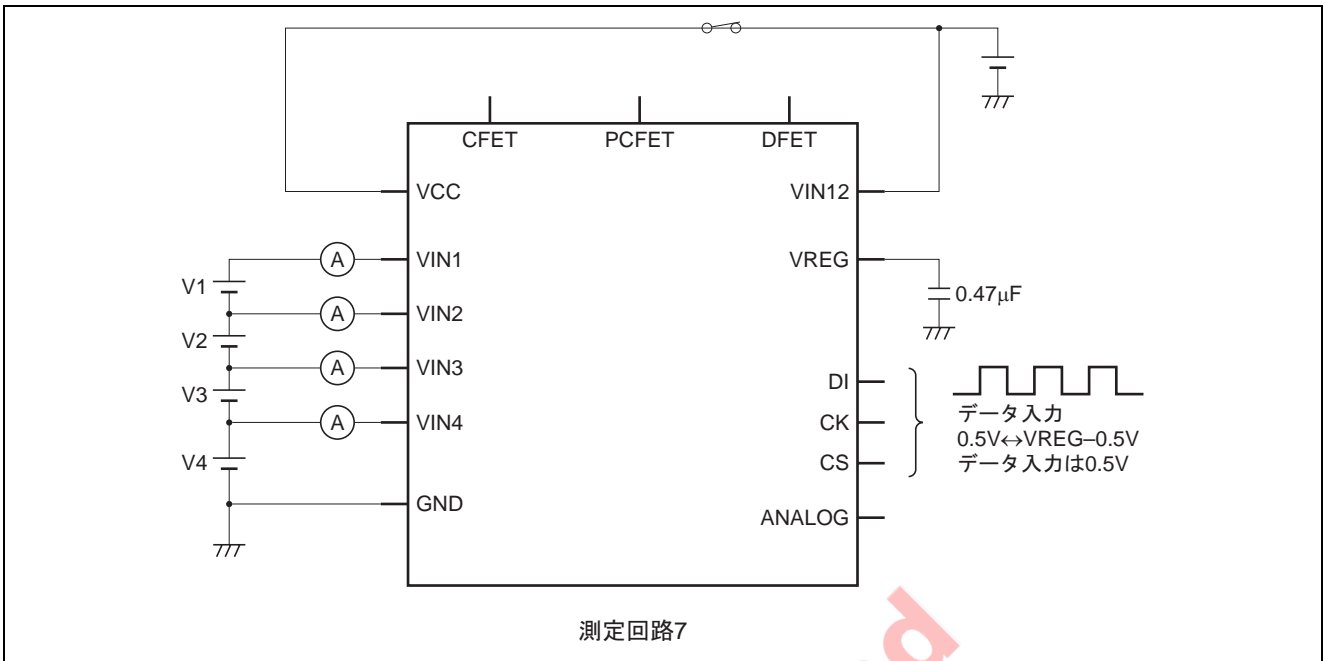 CFET PCFET DFET
VCC VIN12
A VIN1 VREG
V1 0.47μF
A VIN2
V2
A VIN3
DI
V3
データ入力
A VIN4 CK
0.5V↔VREG–0.5V
V4 CS データ入力は0.5V
GND
ANALOG
測定回路7